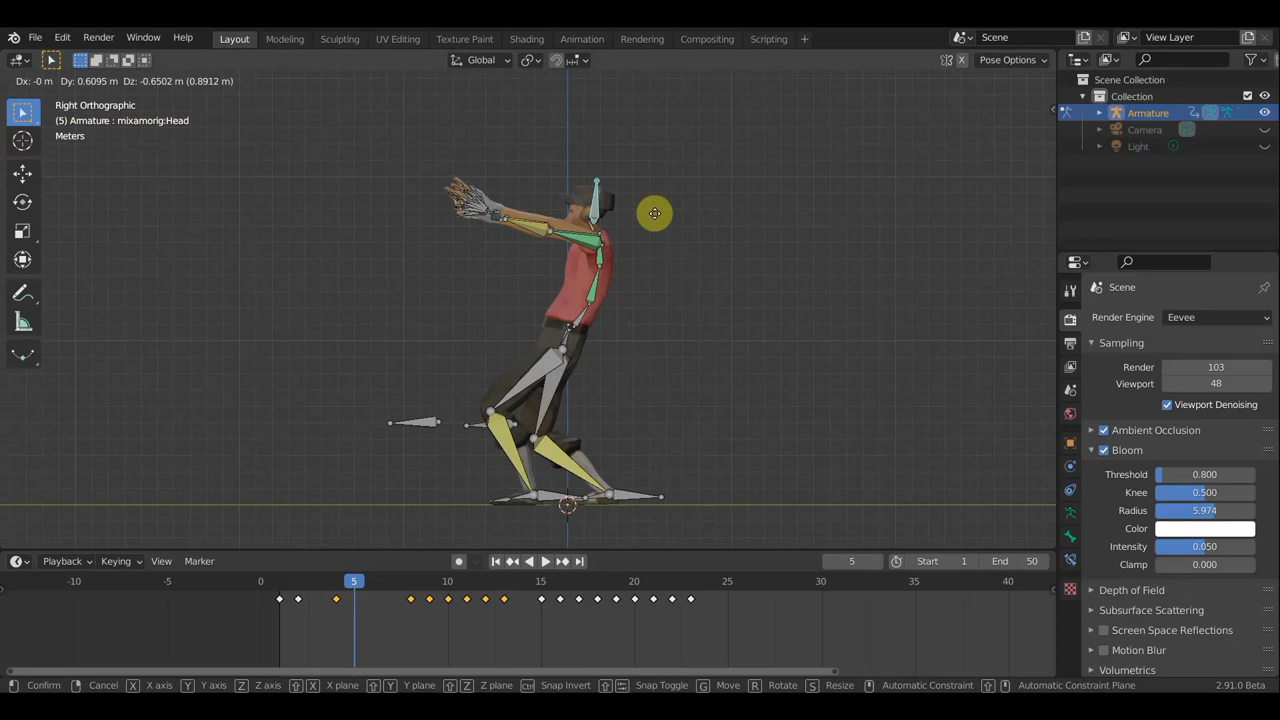 File Edit Render Window Help Layout Modeling Sculpting UV Editing Texture Paint Shading Animation Rendering Compositing Scripting + Scene View Layer
Global X Pose Options
Dx: -0 m Dy: 0.6095 m Dz: -0.6502 m (0.8912 m)
Right Orthographic
(5) Armature : mixamorig:Head
Meters
Scene Collection
Collection
Armature
Camera
Light
Scene
Render Engine Eevee
Sampling
Render 103
Viewport 48
Viewport Denoising
Ambient Occlusion
Bloom
Threshold 0.800
Knee 0.500
Radius 5.974
Color
Intensity 0.050
Clamp 0.000
Depth of Field
Subsurface Scattering
Screen Space Reflections
Motion Blur
Volumetrics
Playback Keying View Marker 5 Start 1 End 50
-10 -5 0 5 10 15 20 25 30 35 40
Confirm Cancel X X axis Y Y axis Z Z axis X X plane Y Y plane Z Z plane Ctrl Snap Invert Snap Toggle G Move R Rotate S Resize Automatic Constraint Automatic Constraint Plane 2.91.0 Beta